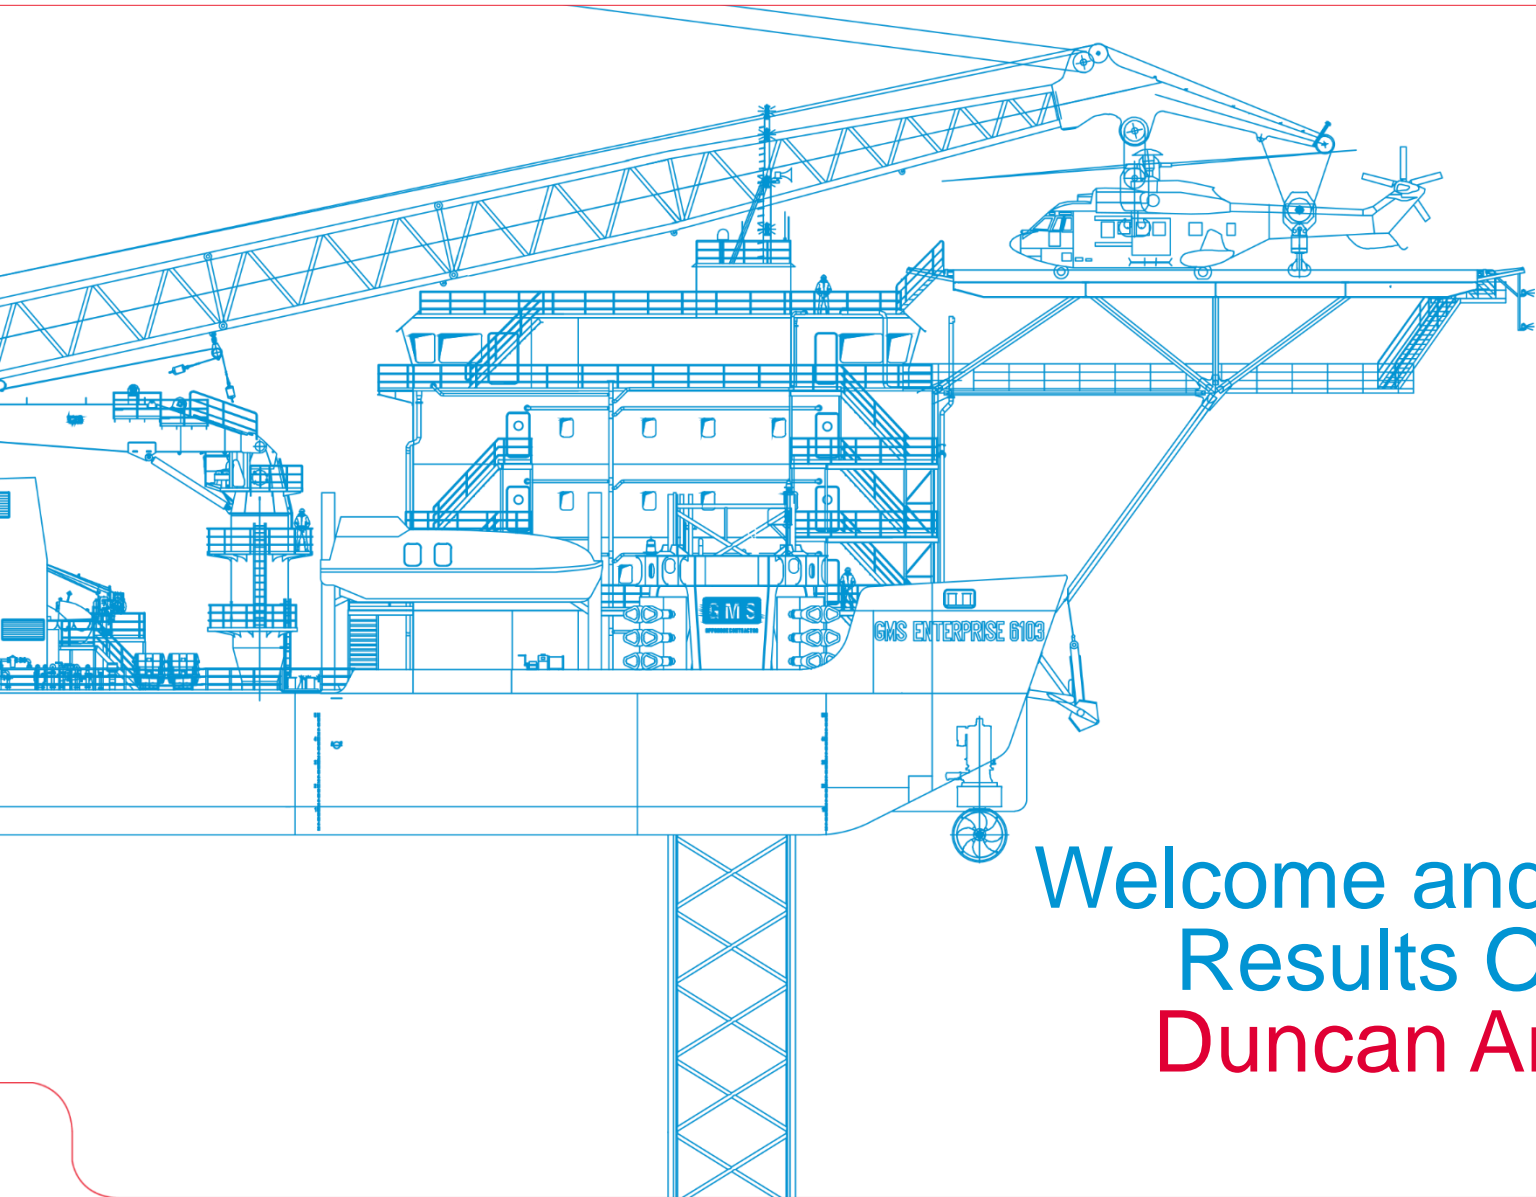 GMS
GMS ENTERPRISE 6103
Welcome and
Results O
Duncan A